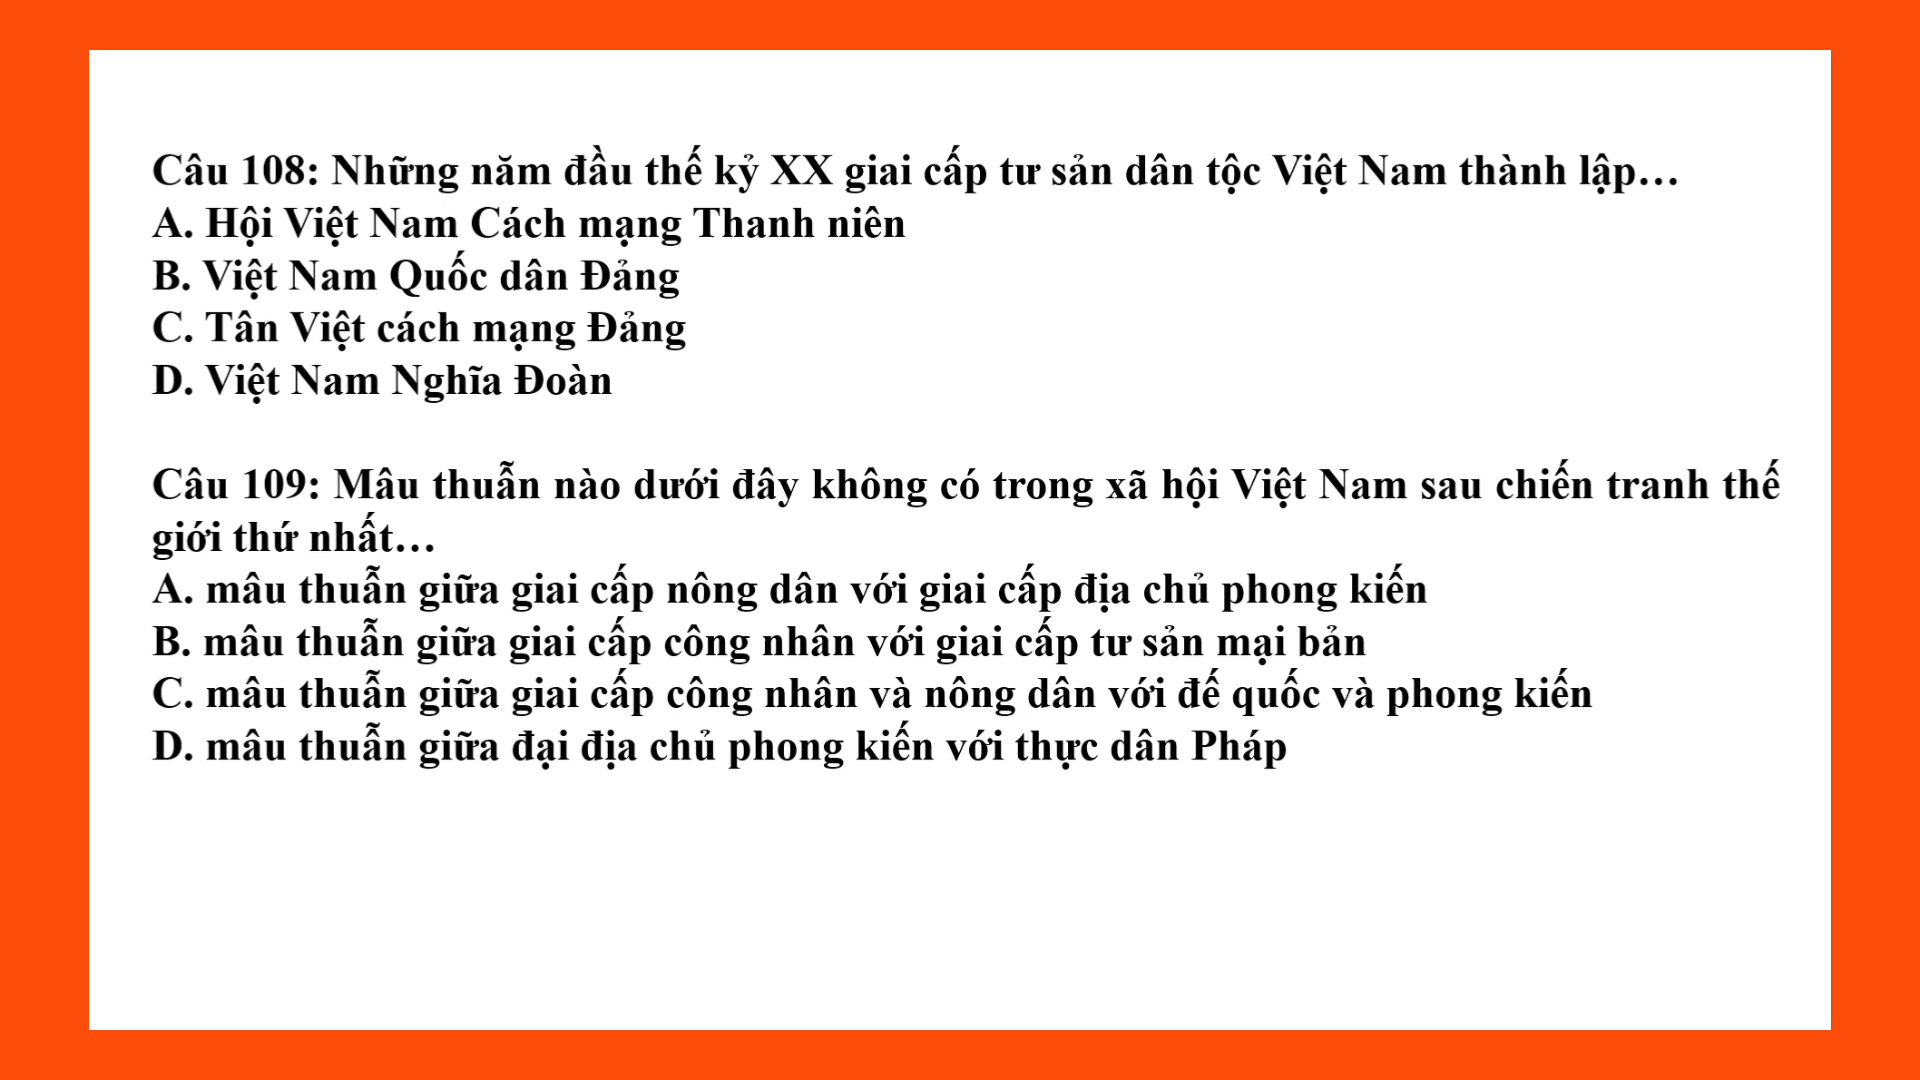 Câu 108: Những năm đầu thế kỷ XX giai cấp tư sản dân tộc Việt Nam thành lập…
A. Hội Việt Nam Cách mạng Thanh niên
B. Việt Nam Quốc dân Đảng
C. Tân Việt cách mạng Đảng
D. Việt Nam Nghĩa Đoàn
Câu 109: Mâu thuẫn nào dưới đây không có trong xã hội Việt Nam sau chiến tranh thế
giới thứ nhất…
A. mâu thuẫn giữa giai cấp nông dân với giai cấp địa chủ phong kiến
B. mâu thuẫn giữa giai cấp công nhân với giai cấp tư sản mại bản
C. mâu thuẫn giữa giai cấp công nhân và nông dân với đế quốc và phong kiến
D. mâu thuẫn giữa đại địa chủ phong kiến với thực dân Pháp